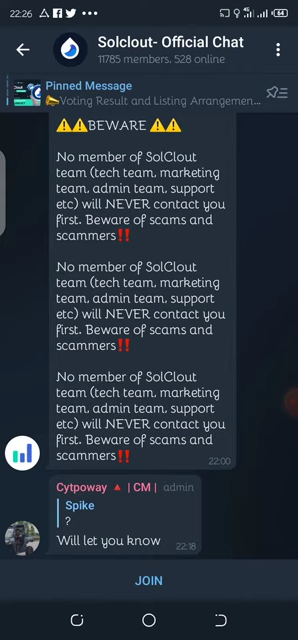 22:26
Solclout- Official Chat
11785 members. 528 online
Pinned Message
📣Voting Result and Listing Arrangemen...
⚠️⚠️BEWARE ⚠️⚠️
No member of SolClout
team (tech team, marketing
team, admin team, support
etc) will NEVER contact you
first. Beware of scams and
scammers‼️
No member of SolClout
team (tech team, marketing
team, admin team, support
etc) will NEVER contact you
first. Beware of scams and
scammers‼️
No member of SolClout
team (tech team, marketing
team, admin team, support
etc) will NEVER contact you
first. Beware of scams and
scammers‼️
22:00
Cytpoway 🔺 | CM | admin
Spike
?
Will let you know
22:18
JOIN